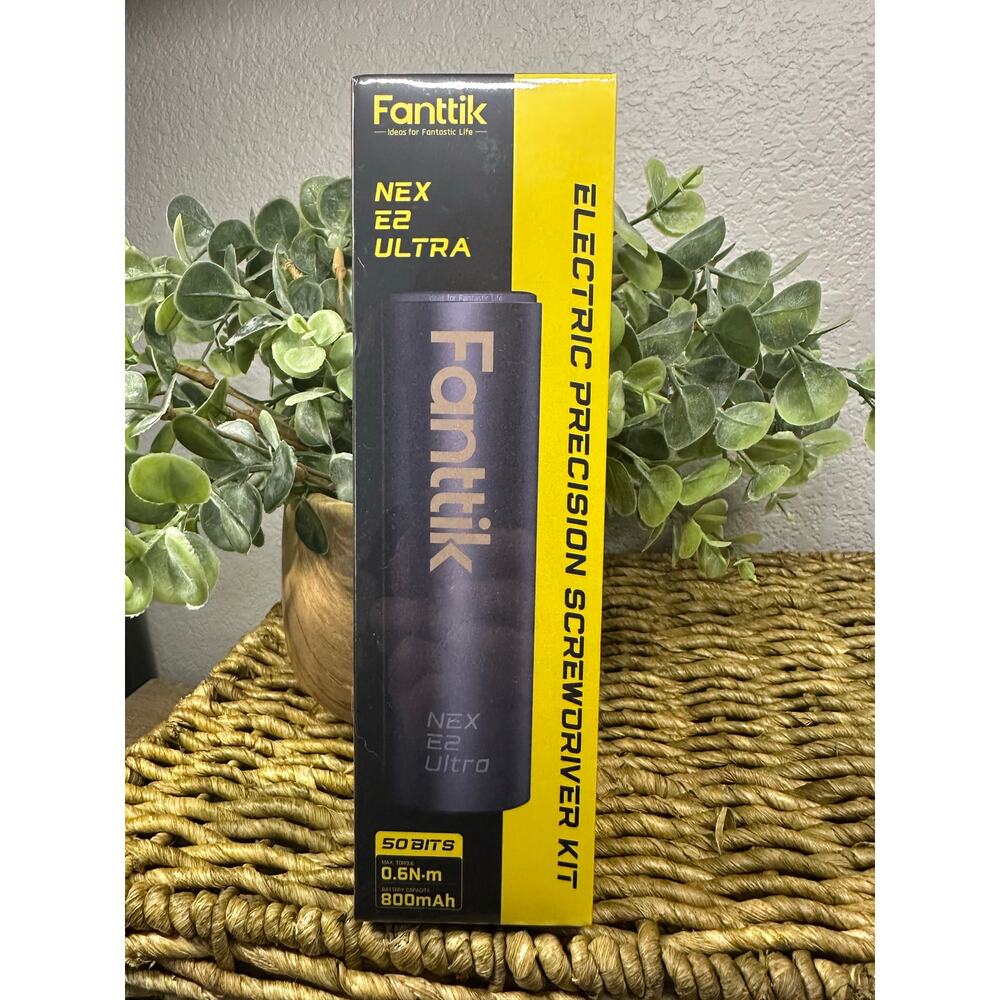 Fanttik
Ideas for Fantastic Life
NEX
E2
ULTRA
Ideas for Fantastic Life
Fanttik
NEX
E2
Ultra
50 BITS
MAX. TORQUE
0.6N·m
BATTERY CAPACITY
800mAh
ELECTRIC PRECISION SCREWDRIVER KIT